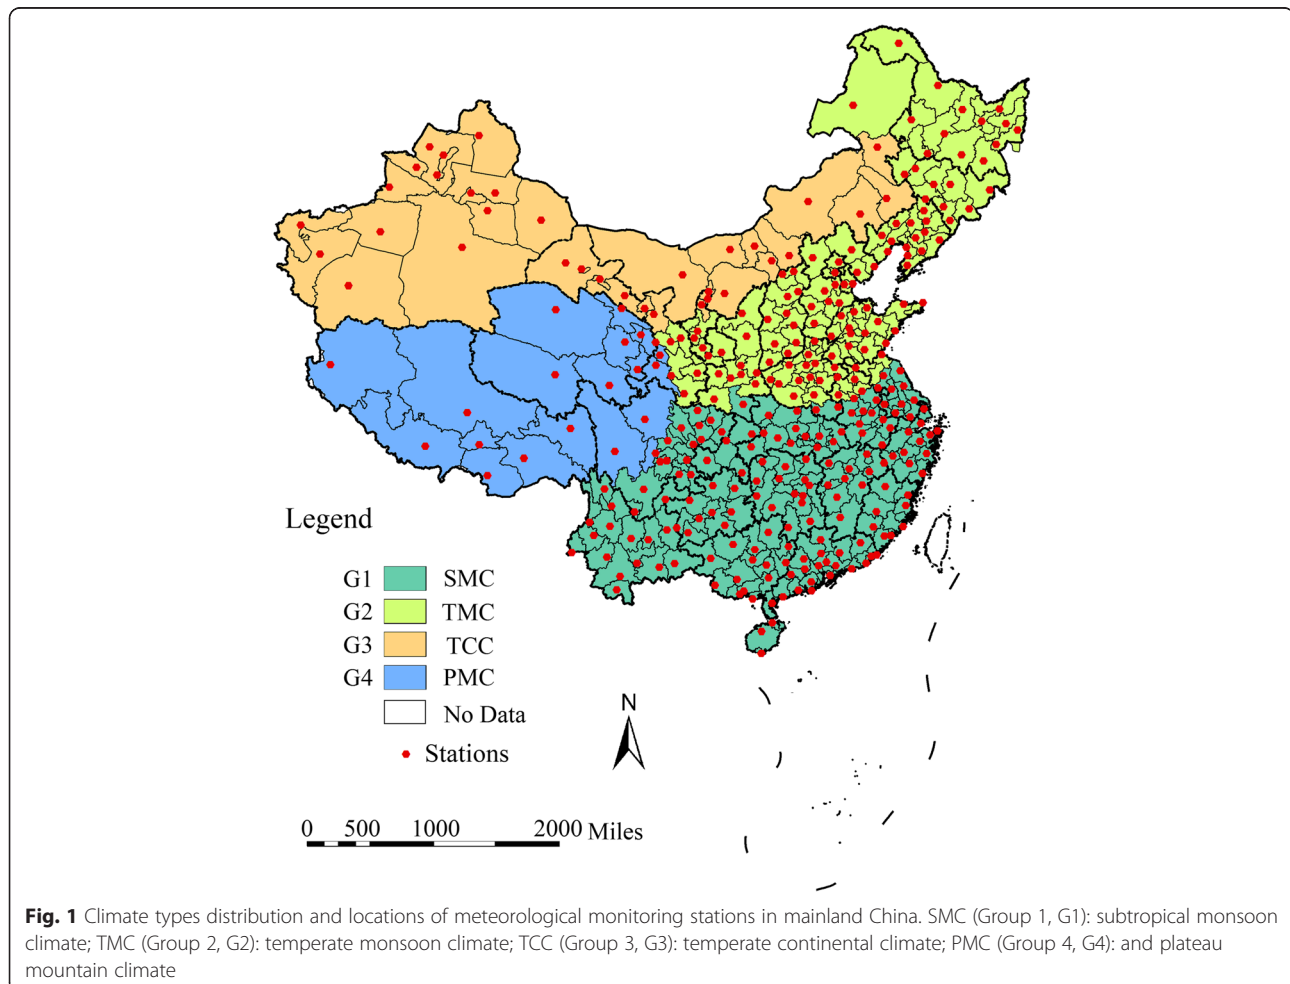 N
Legend
G1 SMC
G2 TMC
G3 TCC
G4 PMC
No Data
Stations
0 500 1000 2000 Miles
Fig. 1 Climate types distribution and locations of meteorological monitoring stations in mainland China. SMC (Group 1, G1): subtropical monsoon
climate; TMC (Group 2, G2): temperate monsoon climate; TCC (Group 3, G3): temperate continental climate; PMC (Group 4, G4): and plateau
mountain climate